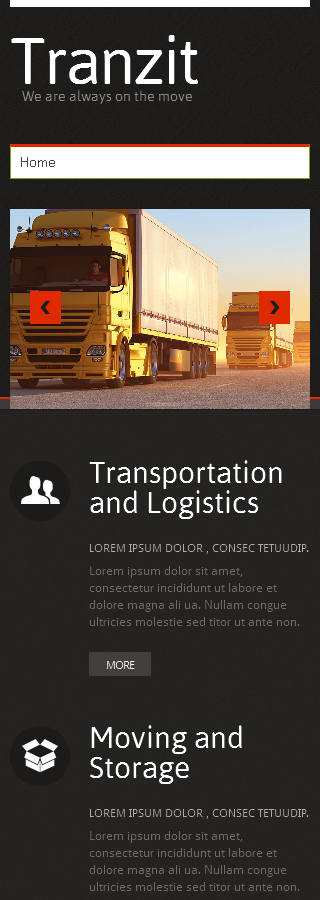 Tranzit
We are always on the move
Home
Transportation
and Logistics
LOREM IPSUM DOLOR , CONSEC TETUUDIP.
Lorem ipsum dolor sit amet,
consectetur incididunt ut labore et
dolore magna ali ua. Nullam congue
ultricies molestie sed titor ut ante non.
MORE
Moving and
Storage
LOREM IPSUM DOLOR , CONSEC TETUUDIP.
Lorem ipsum dolor sit amet,
consectetur incididunt ut labore et
dolore magna ali ua. Nullam congue
ultricies molestie sed titor ut ante non.